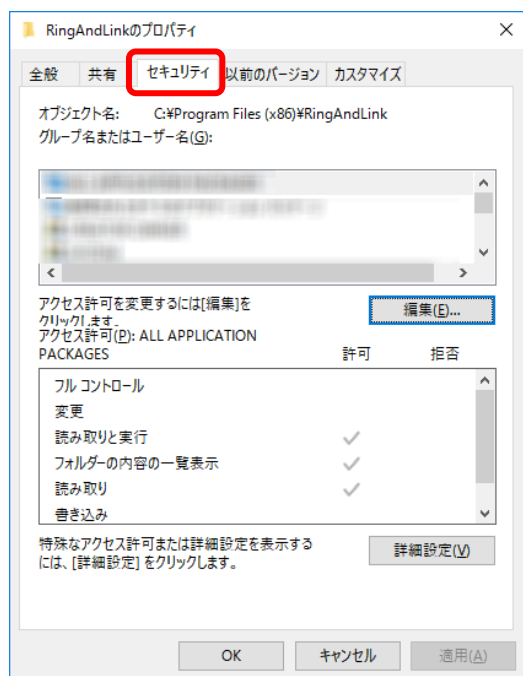 RingAndLinkのプロパティ
全般 共有 セキュリティ 以前のバージョン カスタマイズ
オブジェクト名: C:¥Program Files (x86)¥RingAndLink
グループ名またはユーザー名(G):
アクセス許可を変更するには[編集]を
クリックします。
編集(E)...
アクセス許可(P): ALL APPLICATION
PACKAGES 許可 拒否
フル コントロール
変更
読み取りと実行
フォルダーの内容の一覧表示
読み取り
書き込み
特殊なアクセス許可または詳細設定を表示する
には、[詳細設定] をクリックします。
詳細設定(V)
OK キャンセル 適用(A)